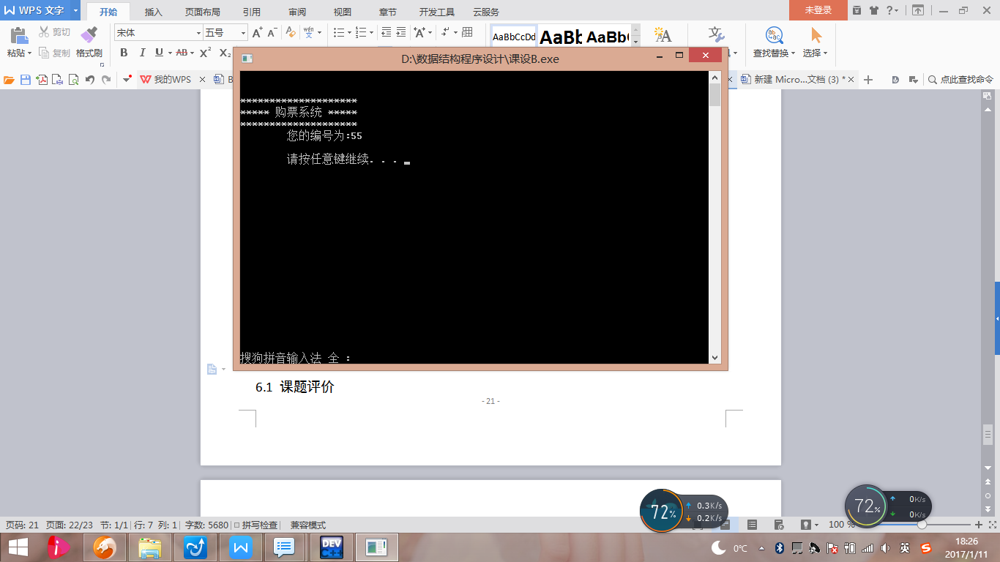 WPS 文字
开始 插入 页面布局 引用 审阅 视图 章节 开发工具 云服务
未登录
粘贴 剪切 复制 格式刷
宋体 五号
B I U AB X² X₂
AaBbCcDd AaBb AaBb
查找替换 选择
我的WPS
新建 Micro...文档 (3) *
点此查找命令
D:\数据结构程序设计\课设B.exe
********************
***** 购票系统 *****
********************
您的编号为:55
请按任意键继续. . .
搜狗拼音输入法 全 :
6.1 课题评价
- 21 -
72%
0.3K/s
0.2K/s
72%
0K/s
0K/s
页码: 21 页面: 22/23 节: 1/1 行: 7 列: 1 字数: 5680 拼写检查 兼容模式
100 %
DEV C++
0°C
英
18:26
2017/1/11